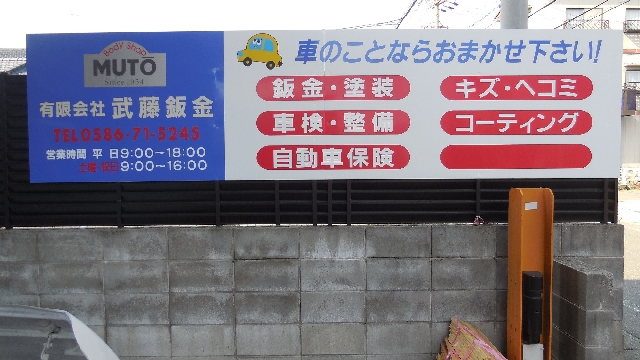 Body Shop
MUTO
Since 1934
有限会社 武藤鈑金
TEL0586-71-5245
営業時間 平 日9:00～18:00
土曜・祝日9:00～16:00
車のことならおまかせ下さい!
鈑金・塗装
キズ・ヘコミ
車検・整備
コーティング
自動車保険